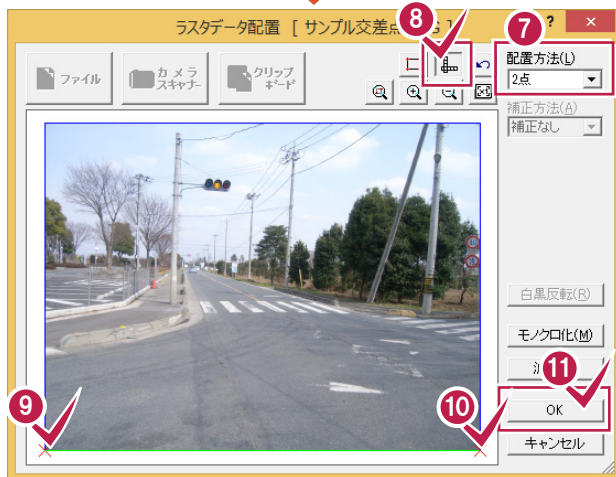 ラスタデータ配置 [ サンプル交差点
G ]
?
×
8
7
ファイル
カメラ
スキャナー
クリップ
ボード
配置方法(L)
2点
補正方法(A)
補正なし
白黒反転(R)
モノクロ化(M)
11
9
10
OK
キャンセル